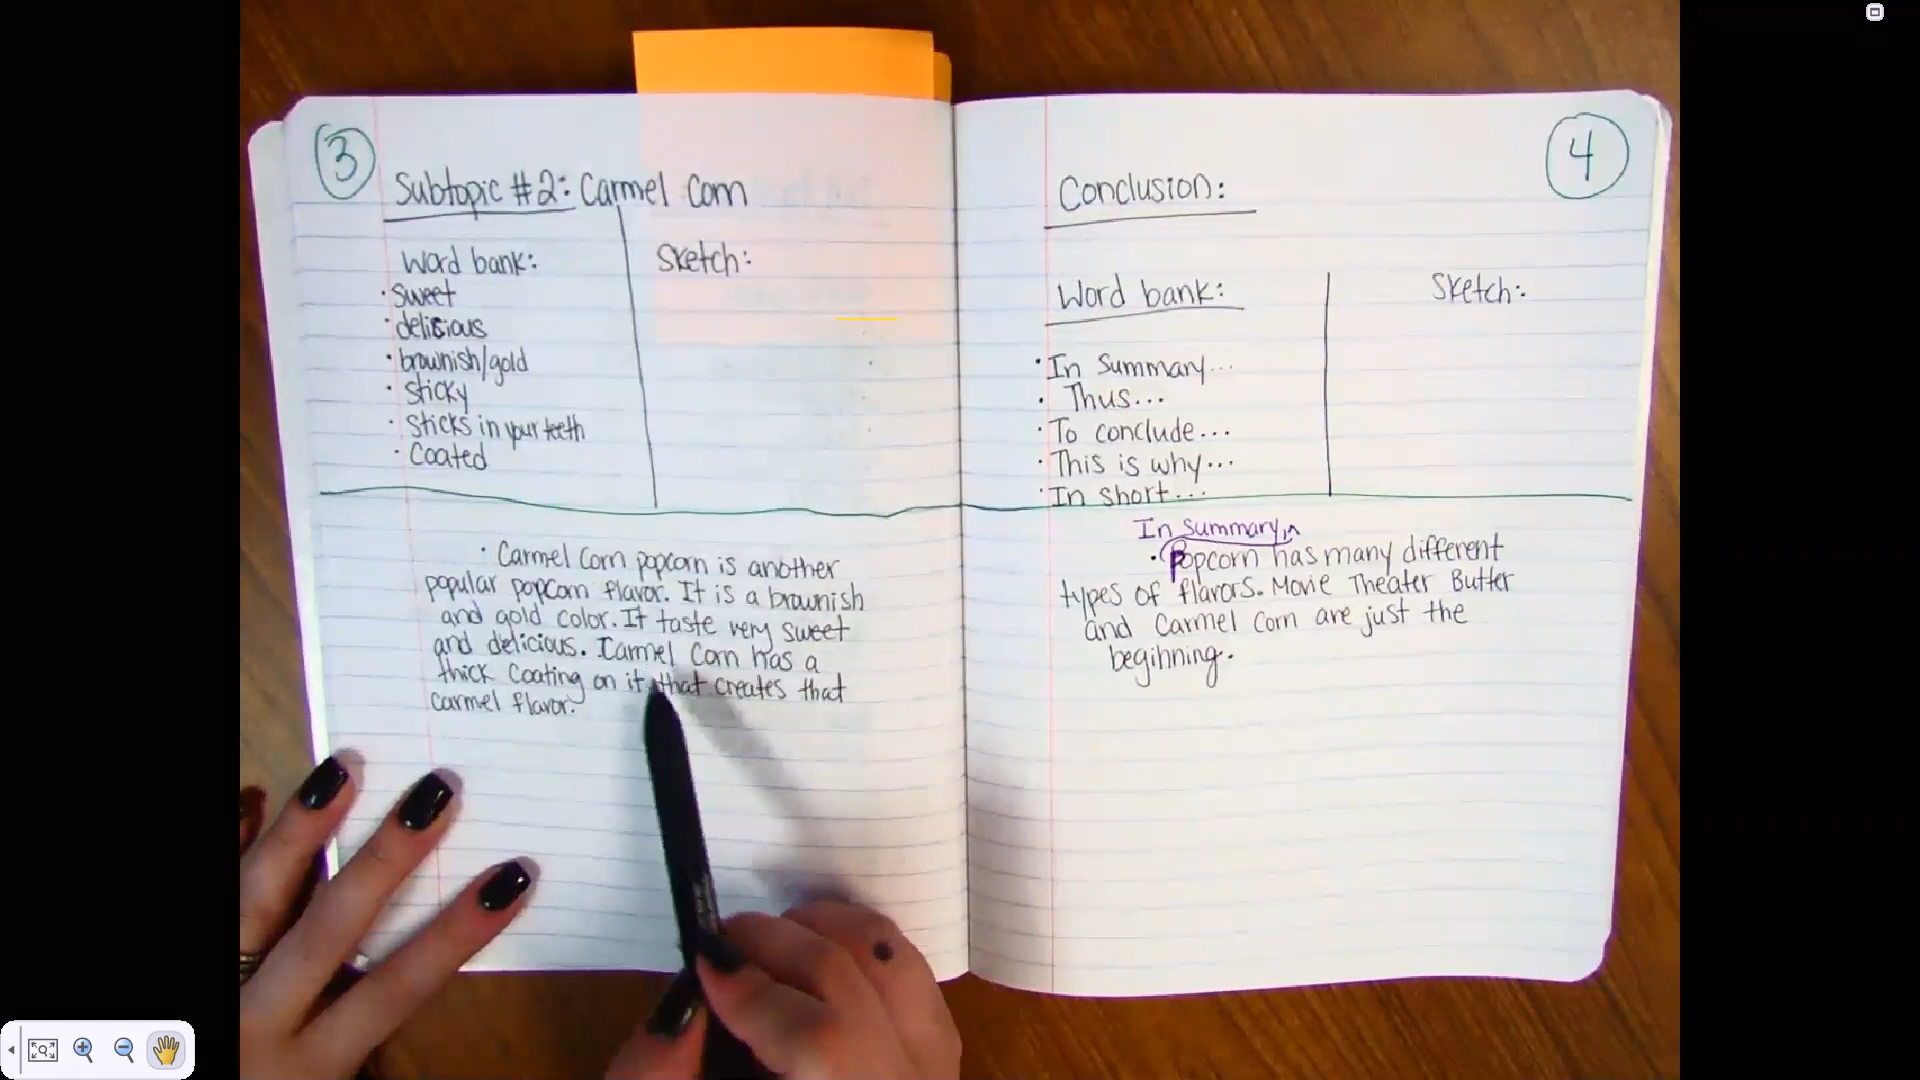 3
Subtopic #2: Carmel Corn
Word bank:
Sketch:
· Sweet
· delicious
· brownish/gold
· sticky
· Sticks in your teeth
· Coated
· Carmel Corn popcorn is another
popular popcorn flavor. It is a brownish
and gold color. It taste very sweet
and delicious. Carmel Corn has a
thick Coating on it that creates that
carmel flavor.
4
Conclusion:
Word bank:
Sketch:
· In Summary...
· Thus...
· To conclude...
· This is why...
· In short...
In Summary,
· Popcorn has many different
types of flavors. Movie Theater Butter
and Carmel Corn are just the
beginning.